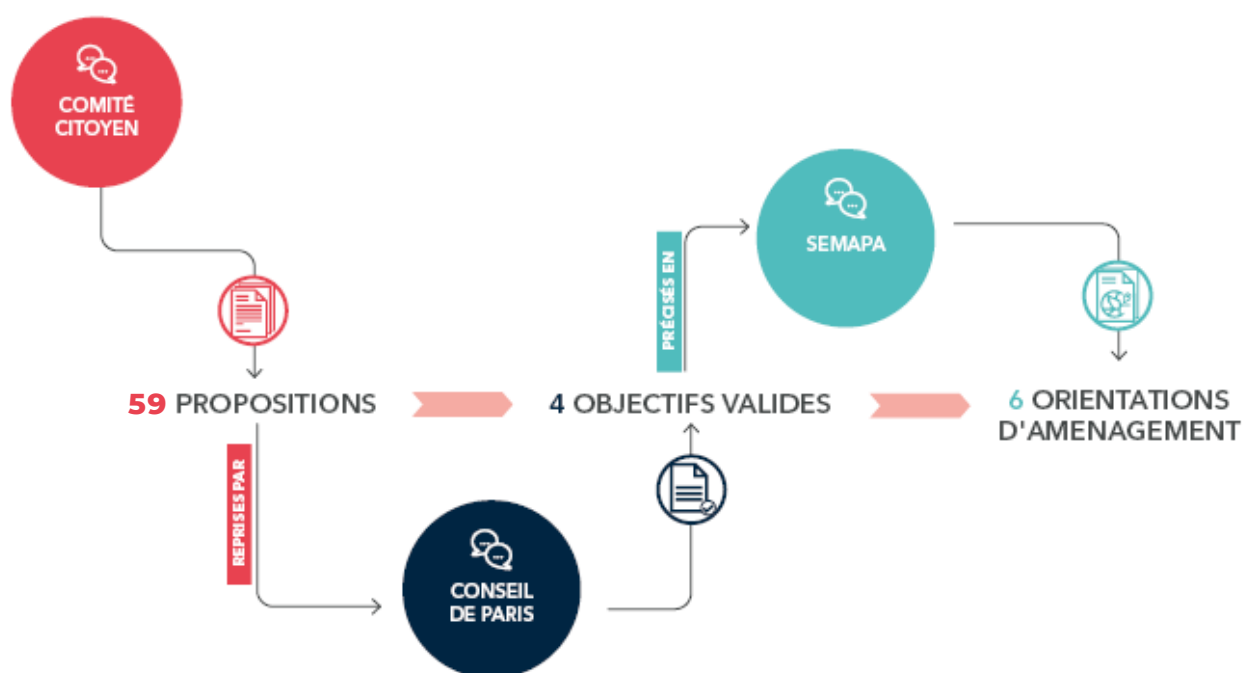 COMITÉ
CITOYEN
59 PROPOSITIONS
REPRISES PAR
CONSEIL
DE PARIS
4 OBJECTIFS VALIDES
PRÉCISÉS EN
SEMAPA
6 ORIENTATIONS
D'AMENAGEMENT